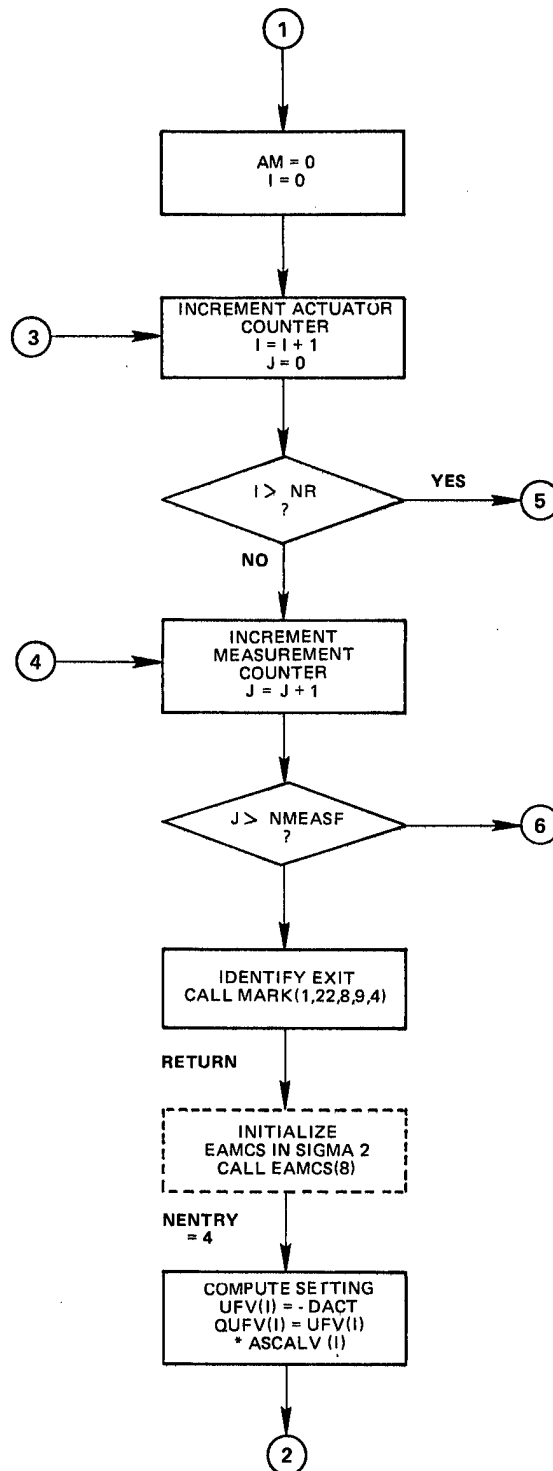 1
AM = 0
I = 0
INCREMENT ACTUATOR
COUNTER
I = I + 1
J = 0
3
I > NR
?
YES
5
NO
INCREMENT
MEASUREMENT
COUNTER
J = J + 1
4
J > NMEASF
?
6
IDENTIFY EXIT
CALL MARK(1,22,8,9,4)
RETURN
INITIALIZE
EAMCS IN SIGMA 2
CALL EAMCS(8)
NENTRY
= 4
COMPUTE SETTING
UFV(I) = - DACT
QUFV(I) = UFV(I)
* ASCALV (I)
2